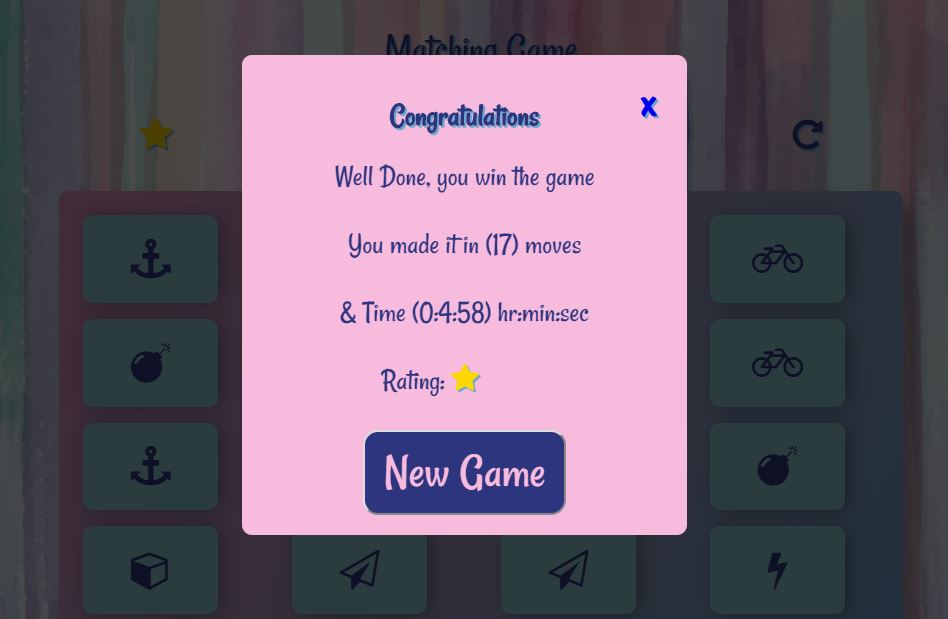 Matching Game
Congratulations
X
Well Done, you win the game
You made it in (17) moves
& Time (0:4:58) hr:min:sec
Rating:
New Game